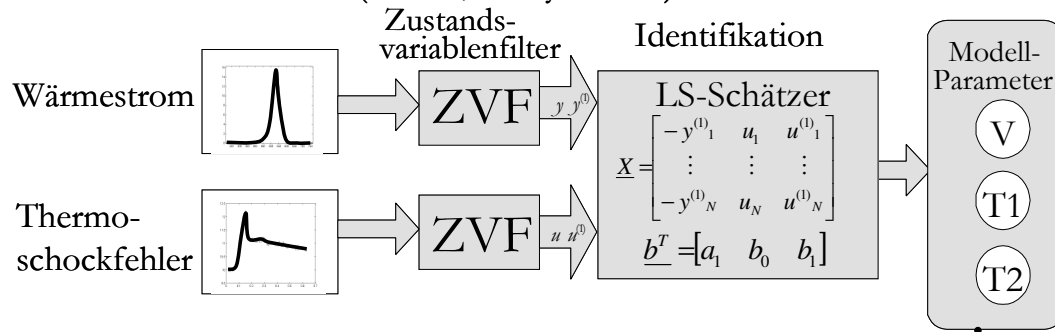 Zustands-
variablenfilter
Identifikation
Modell-
Parameter
Wärmestrom
ZVF
y y⁽¹⁾
LS-Schätzer
X = [ −y⁽¹⁾₁ u₁ u⁽¹⁾₁
⋮ ⋮ ⋮
−y⁽¹⁾_N u_N u⁽¹⁾_N ]
b^T = [a₁ b₀ b₁]
V
T1
T2
Thermo-
schockfehler
ZVF
u u⁽¹⁾